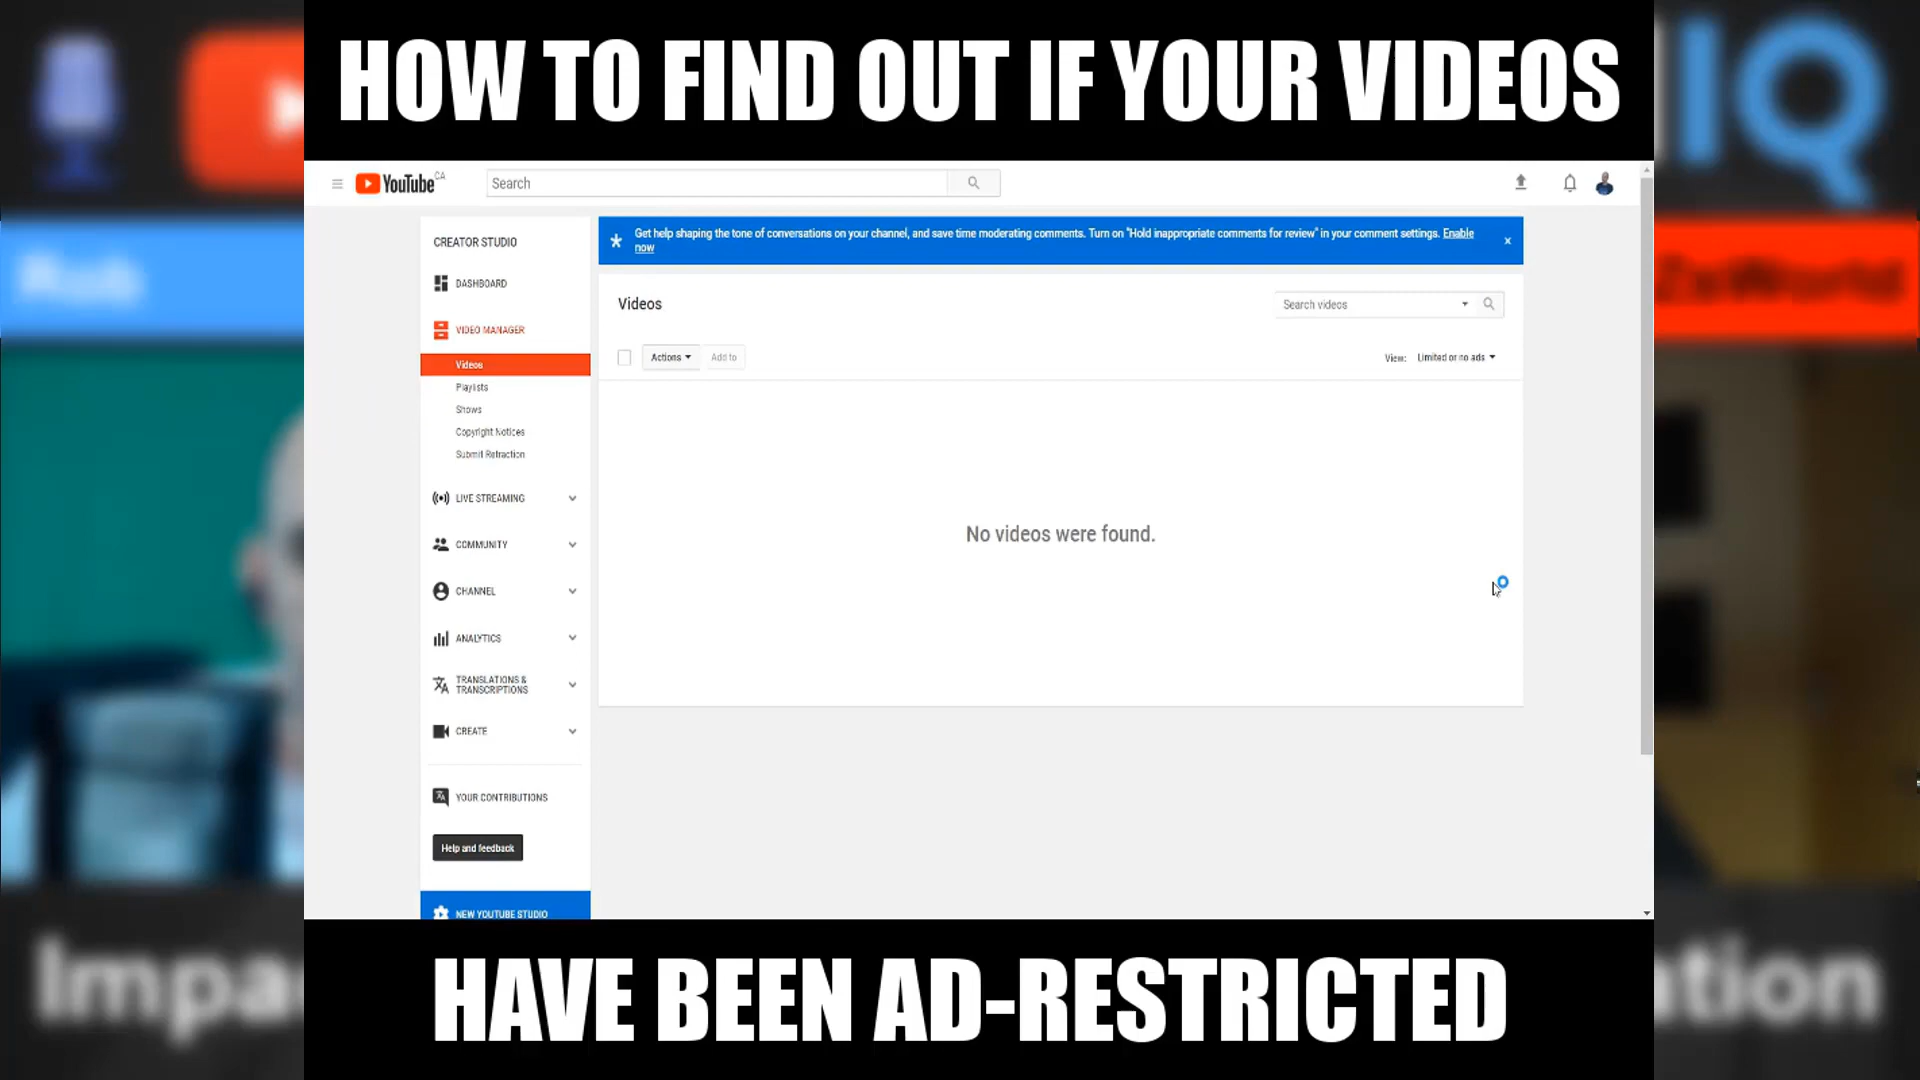 HOW TO FIND OUT IF YOUR VIDEOS
YouTube CA
Search
CREATOR STUDIO
DASHBOARD
VIDEO MANAGER
Videos
Playlists
Shows
Copyright Notices
Submit Retraction
LIVE STREAMING
COMMUNITY
CHANNEL
ANALYTICS
TRANSLATIONS &
TRANSCRIPTIONS
CREATE
YOUR CONTRIBUTIONS
Help and feedback
NEW YOUTUBE STUDIO
Get help shaping the tone of conversations on your channel, and save time moderating comments. Turn on "Hold inappropriate comments for review" in your comment settings. Enable
now
Videos
Search videos
Actions
Add to
View: Limited or no ads
No videos were found.
HAVE BEEN AD-RESTRICTED
IQ
Rob
Impa
ation